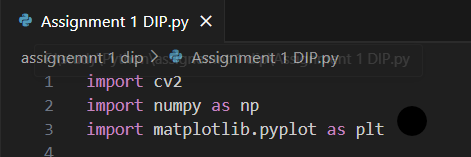 Assignment 1 DIP.py ×
assignemnt 1 dip > Assignment 1 DIP.py
1 import cv2
2 import numpy as np
3 import matplotlib.pyplot as plt
4